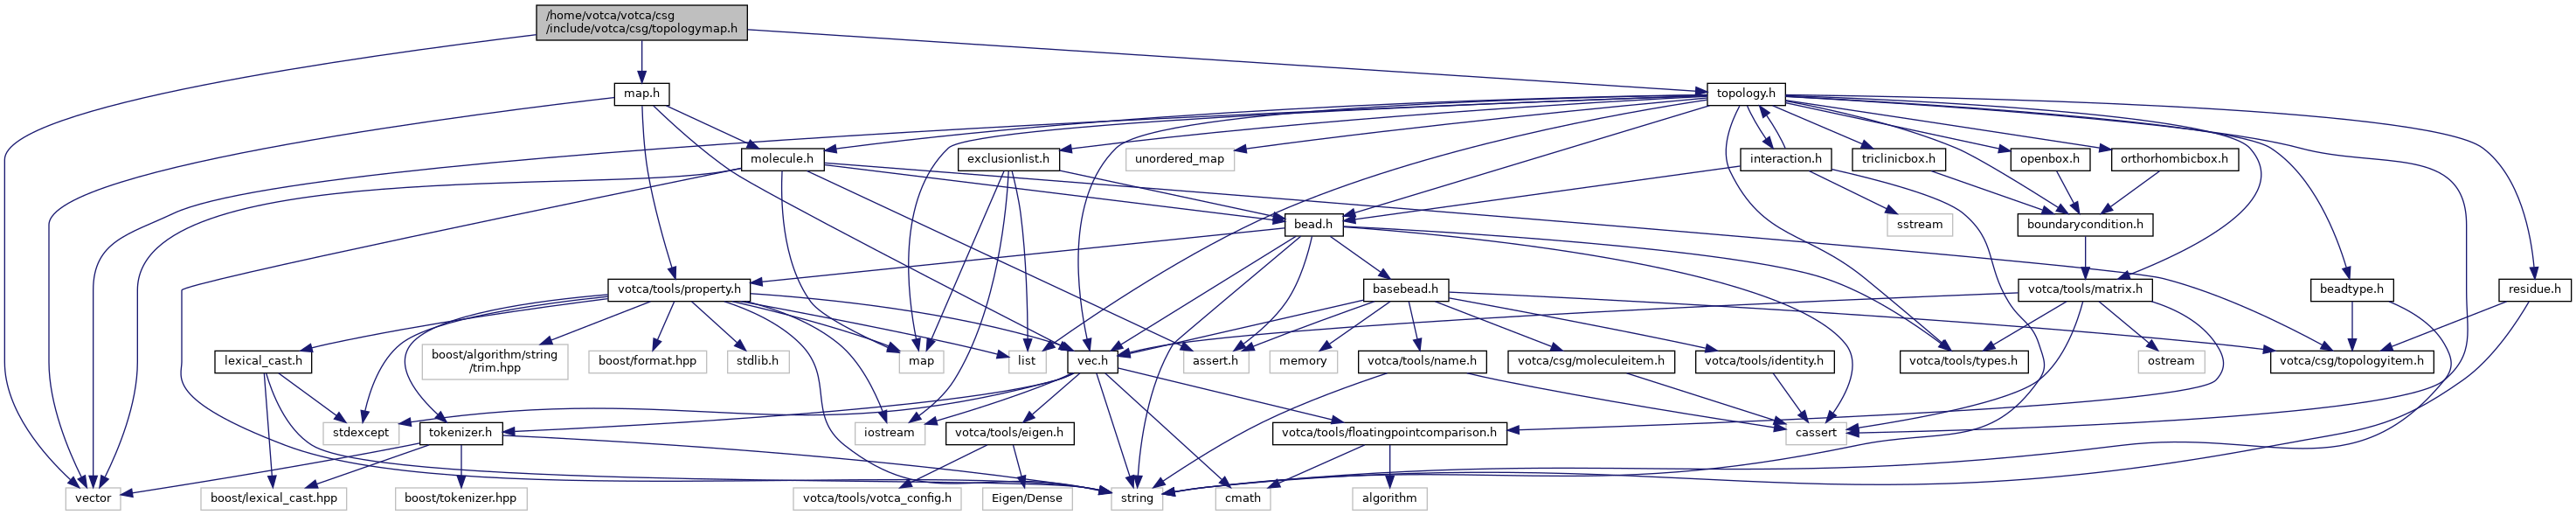 /home/votca/votca/csg
/include/votca/csg/topologymap.h
map.h
topology.h
molecule.h
exclusionlist.h
unordered_map
interaction.h
triclinicbox.h
openbox.h
orthorhombicbox.h
bead.h
sstream
boundarycondition.h
votca/tools/property.h
basebead.h
votca/tools/matrix.h
beadtype.h
residue.h
lexical_cast.h
boost/algorithm/string
/trim.hpp
boost/format.hpp
stdlib.h
map
list
vec.h
assert.h
memory
votca/tools/name.h
votca/csg/moleculeitem.h
votca/tools/identity.h
votca/tools/types.h
ostream
votca/csg/topologyitem.h
stdexcept
tokenizer.h
iostream
votca/tools/eigen.h
votca/tools/floatingpointcomparison.h
cassert
vector
boost/lexical_cast.hpp
boost/tokenizer.hpp
votca/tools/votca_config.h
Eigen/Dense
string
cmath
algorithm